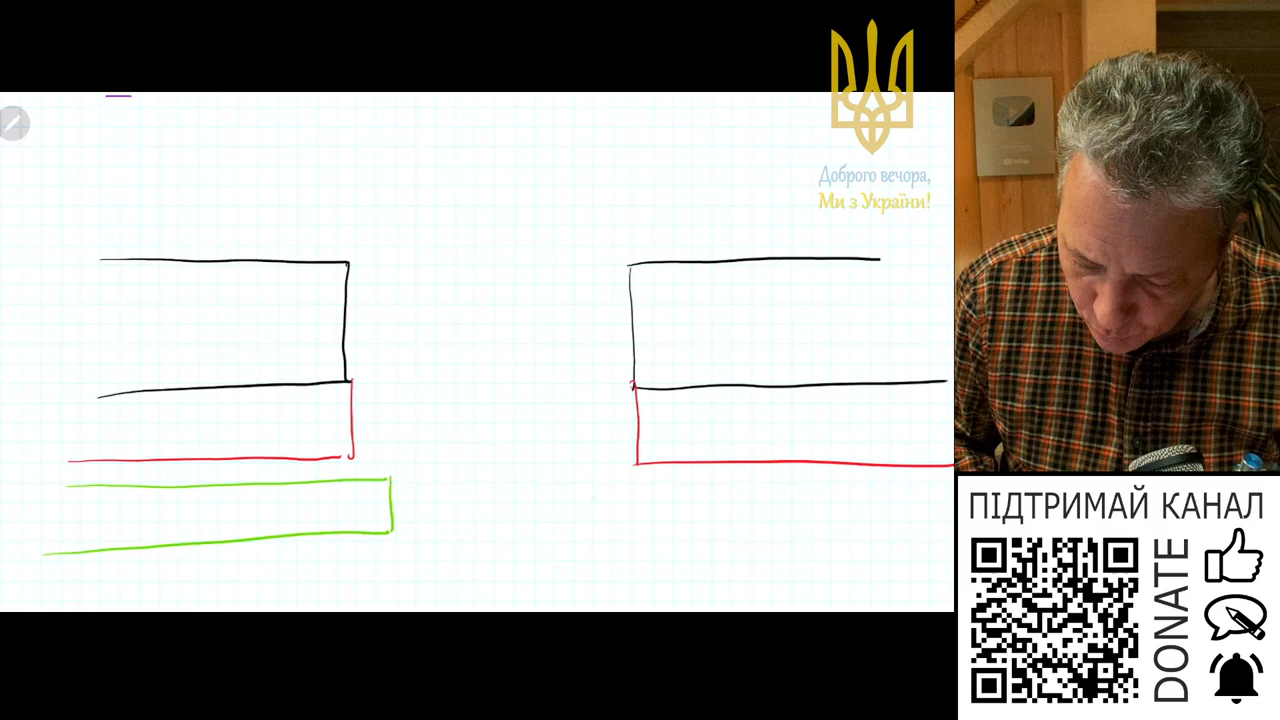 Доброго вечора,
Ми з України!
ПІДТРИМАЙ КАНАЛ
DONATE